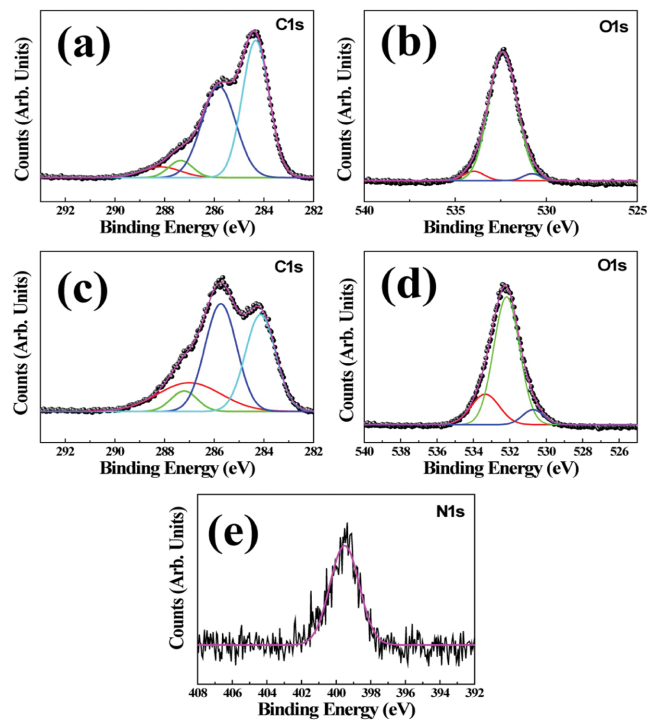 (a)
C1s
Counts (Arb. Units)
292 290 288 286 284 282
Binding Energy (eV)
(b)
O1s
Counts (Arb. Units)
540 535 530 525
Binding Energy (eV)
(c)
C1s
Counts (Arb. Units)
292 290 288 286 284 282
Binding Energy (eV)
(d)
O1s
Counts (Arb. Units)
540 538 536 534 532 530 528 526
Binding Energy (eV)
(e)
N1s
Counts (Arb. Units)
408 406 404 402 400 398 396 394 392
Binding Energy (eV)